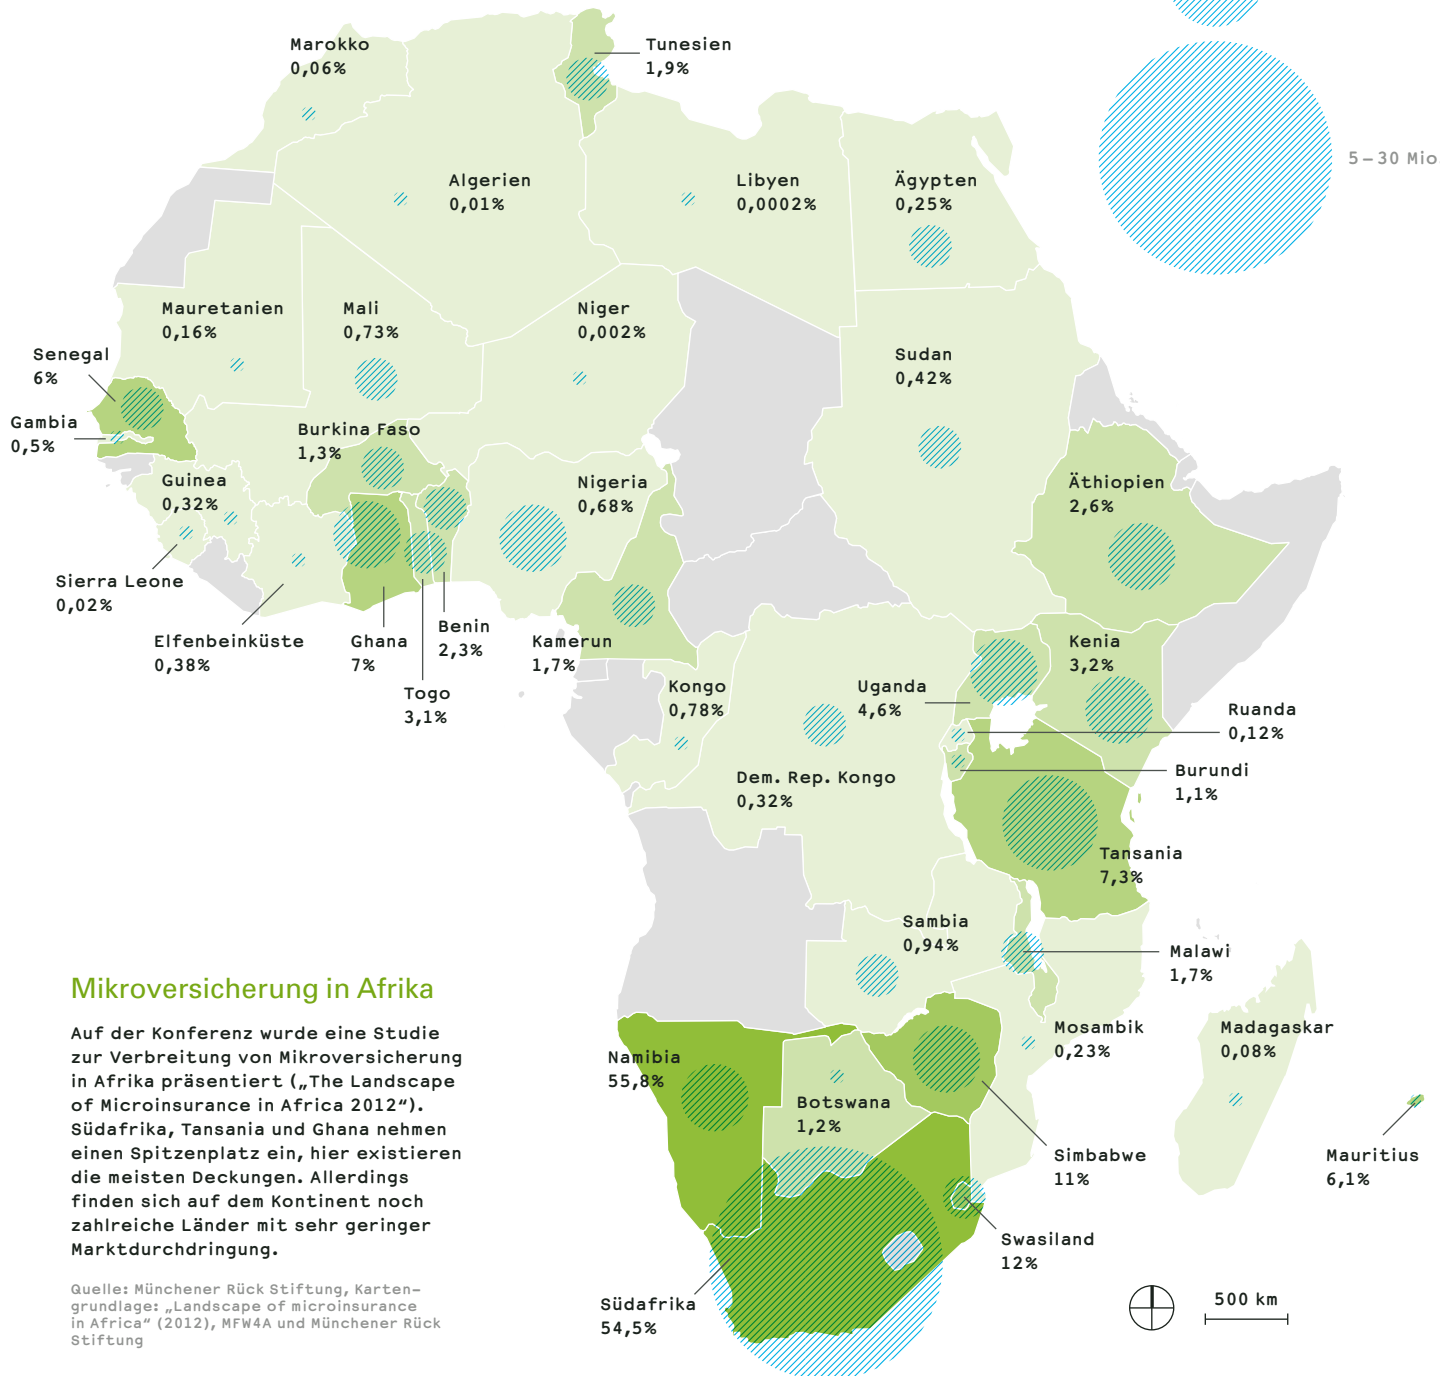 Marokko
0,06%
Tunesien
1,9%
5–30 Mio
Algerien
0,01%
Libyen
0,0002%
Ägypten
0,25%
Mauretanien
0,16%
Mali
0,73%
Niger
0,002%
Senegal
6%
Sudan
0,42%
Gambia
0,5%
Burkina Faso
1,3%
Guinea
0,32%
Nigeria
0,68%
Äthiopien
2,6%
Sierra Leone
0,02%
Elfenbeinküste
0,38%
Ghana
7%
Benin
2,3%
Togo
3,1%
Kamerun
1,7%
Kenia
3,2%
Kongo
0,78%
Uganda
4,6%
Ruanda
0,12%
Dem. Rep. Kongo
0,32%
Burundi
1,1%
Tansania
7,3%
Sambia
0,94%
Malawi
1,7%
Mosambik
0,23%
Madagaskar
0,08%
Namibia
55,8%
Botswana
1,2%
Simbabwe
11%
Mauritius
6,1%
Swasiland
12%
Südafrika
54,5%
500 km
Mikroversicherung in Afrika
Auf der Konferenz wurde eine Studie
zur Verbreitung von Mikroversicherung
in Afrika präsentiert („The Landscape
of Microinsurance in Africa 2012“).
Südafrika, Tansania und Ghana nehmen
einen Spitzenplatz ein, hier existieren
die meisten Deckungen. Allerdings
finden sich auf dem Kontinent noch
zahlreiche Länder mit sehr geringer
Marktdurchdringung.
Quelle: Münchener Rück Stiftung, Karten-
grundlage: „Landscape of microinsurance
in Africa“ (2012), MFW4A und Münchener Rück
Stiftung